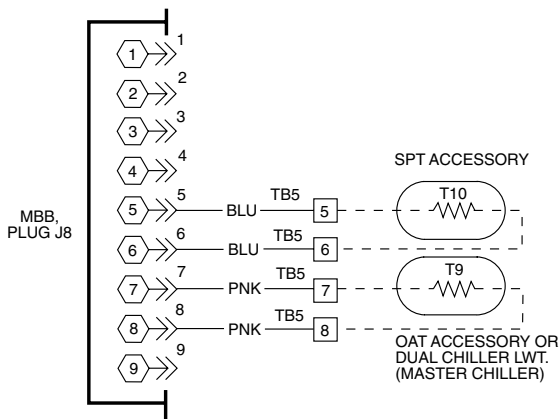 MBB,
PLUG J8
1 1
2 2
3 3
4 4
5 5 BLU TB5 5
6 6 BLU TB5 6
7 7 PNK TB5 7
8 8 PNK TB5 8
9 9
SPT ACCESSORY
T10
T9
OAT ACCESSORY OR
DUAL CHILLER LWT.
(MASTER CHILLER)